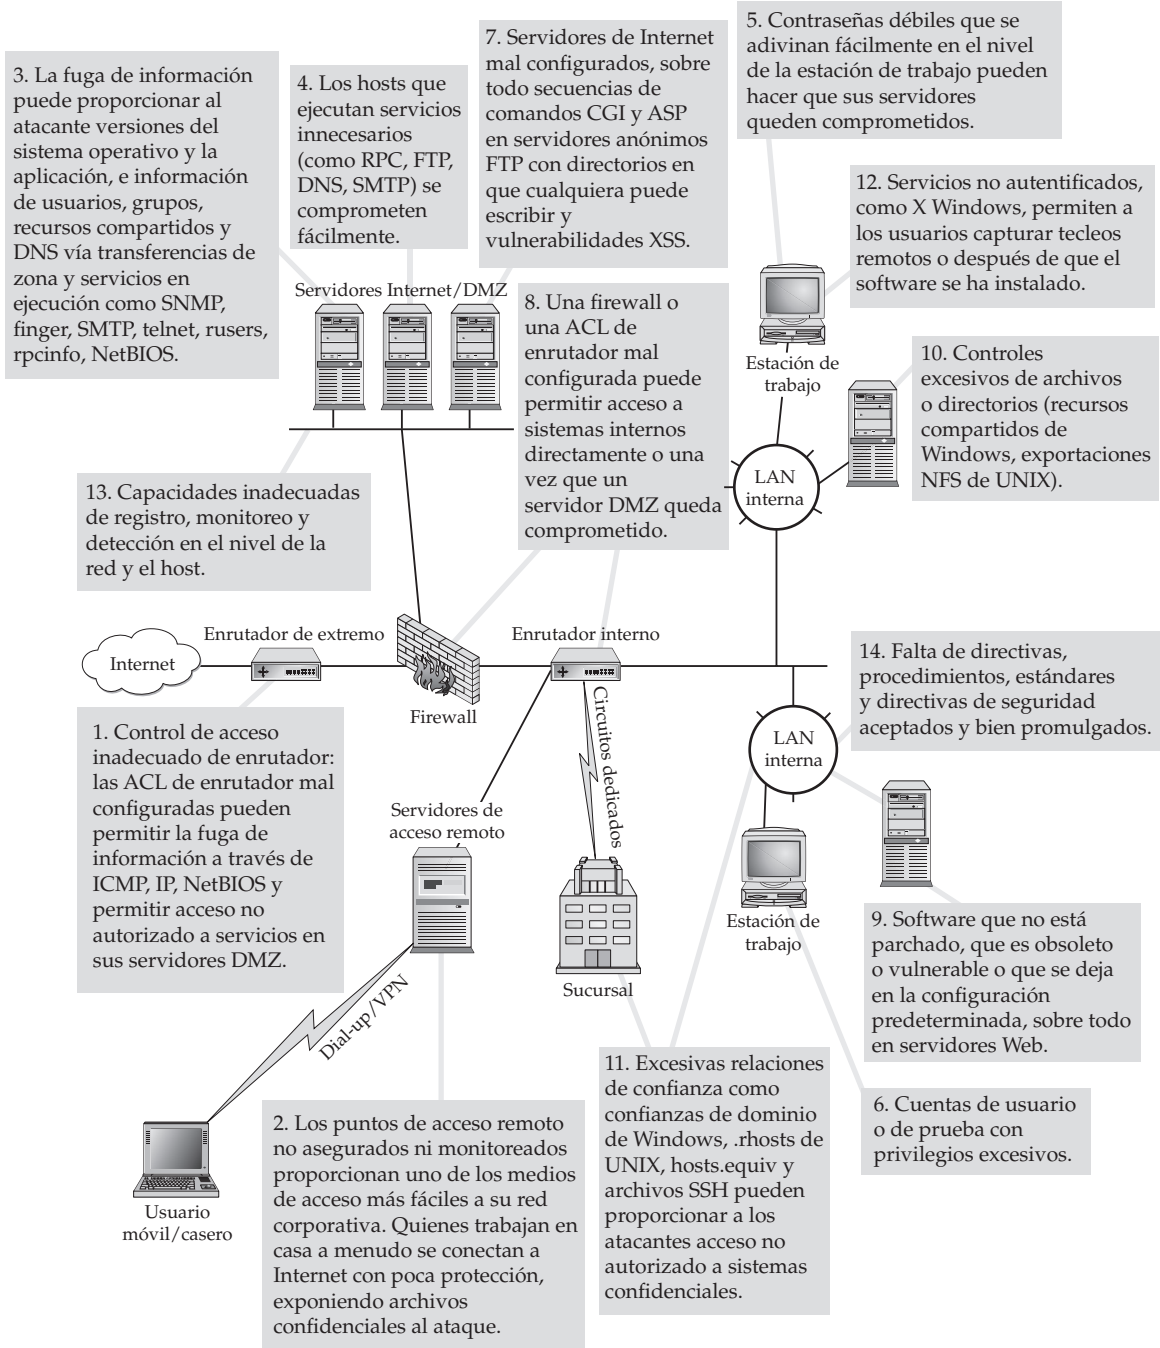 3. La fuga de información
puede proporcionar al
atacante versiones del
sistema operativo y la
aplicación, e información
de usuarios, grupos,
recursos compartidos y
DNS vía transferencias de
zona y servicios en
ejecución como SNMP,
finger, SMTP, telnet, rusers,
rpcinfo, NetBIOS.
4. Los hosts que
ejecutan servicios
innecesarios
(como RPC, FTP,
DNS, SMTP) se
comprometen
fácilmente.
7. Servidores de Internet
mal configurados, sobre
todo secuencias de
comandos CGI y ASP
en servidores anónimos
FTP con directorios en
que cualquiera puede
escribir y
vulnerabilidades XSS.
5. Contraseñas débiles que se
adivinan fácilmente en el nivel
de la estación de trabajo pueden
hacer que sus servidores
queden comprometidos.
12. Servicios no autentificados,
como X Windows, permiten a
los usuarios capturar tecleos
remotos o después de que el
software se ha instalado.
Servidores Internet/DMZ
8. Una firewall o
una ACL de
enrutador mal
configurada puede
permitir acceso a
sistemas internos
directamente o una
vez que un
servidor DMZ queda
comprometido.
Estación de
trabajo
10. Controles
excesivos de archivos
o directorios (recursos
compartidos de
Windows, exportaciones
NFS de UNIX).
LAN
interna
13. Capacidades inadecuadas
de registro, monitoreo y
detección en el nivel de la
red y el host.
Internet
Enrutador de extremo
Firewall
Enrutador interno
Circuitos dedicados
14. Falta de directivas,
procedimientos, estándares
y directivas de seguridad
aceptados y bien promulgados.
LAN
interna
1. Control de acceso
inadecuado de enrutador:
las ACL de enrutador mal
configuradas pueden
permitir la fuga de
información a través de
ICMP, IP, NetBIOS y
permitir acceso no
autorizado a servicios en
sus servidores DMZ.
Servidores de
acceso remoto
Sucursal
Estación de
trabajo
9. Software que no está
parchado, que es obsoleto
o vulnerable o que se deja
en la configuración
predeterminada, sobre todo
en servidores Web.
Dial-up/VPN
Usuario
móvil/casero
2. Los puntos de acceso remoto
no asegurados ni monitoreados
proporcionan uno de los medios
de acceso más fáciles a su red
corporativa. Quienes trabajan en
casa a menudo se conectan a
Internet con poca protección,
exponiendo archivos
confidenciales al ataque.
11. Excesivas relaciones
de confianza como
confianzas de dominio
de Windows, .rhosts de
UNIX, hosts.equiv y
archivos SSH pueden
proporcionar a los
atacantes acceso no
autorizado a sistemas
confidenciales.
6. Cuentas de usuario
o de prueba con
privilegios excesivos.